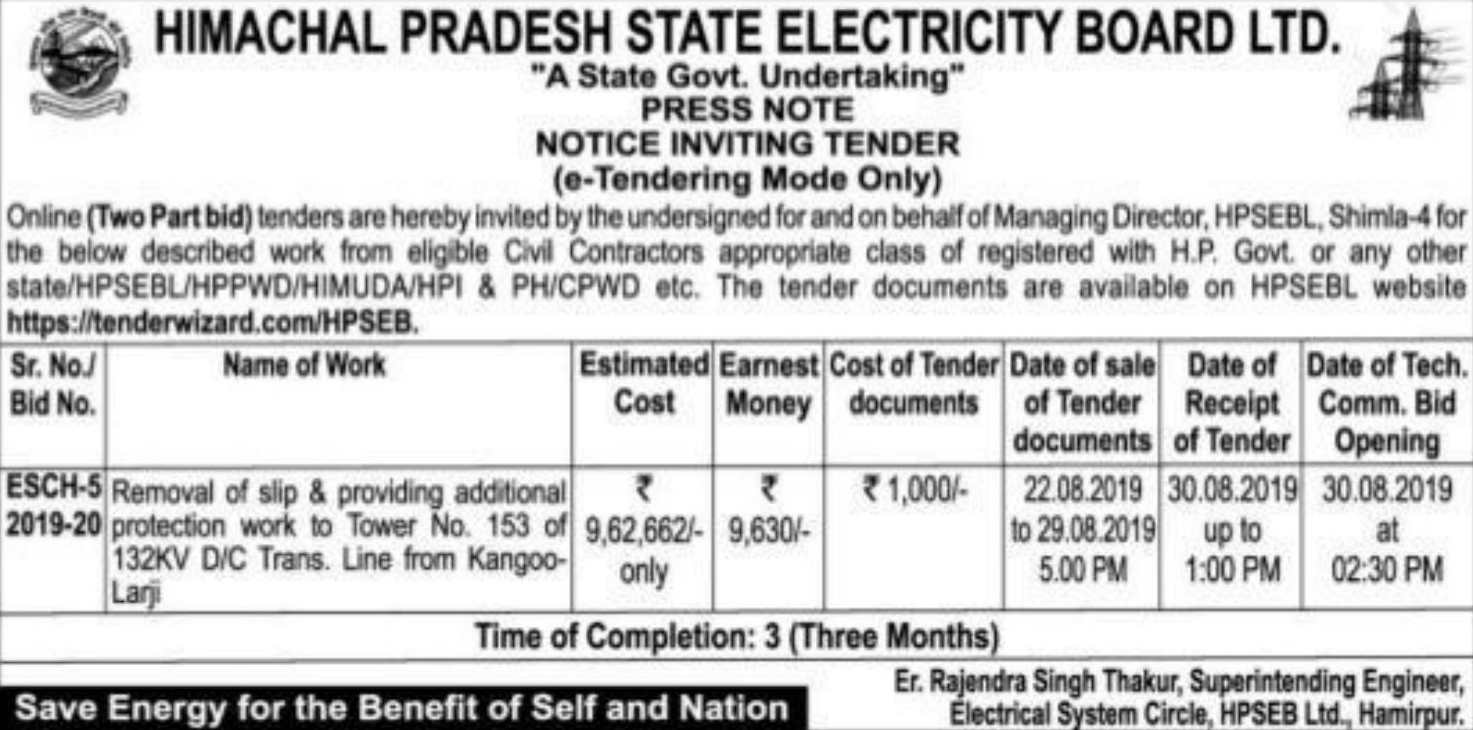 HIMACHAL PRADESH STATE ELECTRICITY BOARD LTD.
"A State Govt. Undertaking"
PRESS NOTE
NOTICE INVITING TENDER
(e-Tendering Mode Only)
Online (Two Part bid) tenders are hereby invited by the undersigned for and on behalf of Managing Director, HPSEBL, Shimla-4 for
the below described work from eligible Civil Contractors appropriate class of registered with H.P. Govt. or any other
state/HPSEBL/HPPWD/HIMUDA/HPI & PH/CPWD etc. The tender documents are available on HPSEBL website
https://tenderwizard.com/HPSEB.
Sr. No./ Name of Work Estimated Earnest Cost of Tender Date of sale Date of Date of Tech.
Bid No. Cost Money documents of Tender Receipt Comm. Bid
documents of Tender Opening
ESCH-5 Removal of slip & providing additional ₹ ₹ ₹ 1,000/- 22.08.2019 30.08.2019 30.08.2019
2019-20 protection work to Tower No. 153 of 9,62,662/- 9,630/- to 29.08.2019 up to at
132KV D/C Trans. Line from Kangoo- only 5.00 PM 1:00 PM 02:30 PM
Larji
Time of Completion: 3 (Three Months)
Er. Rajendra Singh Thakur, Superintending Engineer,
Save Energy for the Benefit of Self and Nation Electrical System Circle, HPSEB Ltd., Hamirpur.